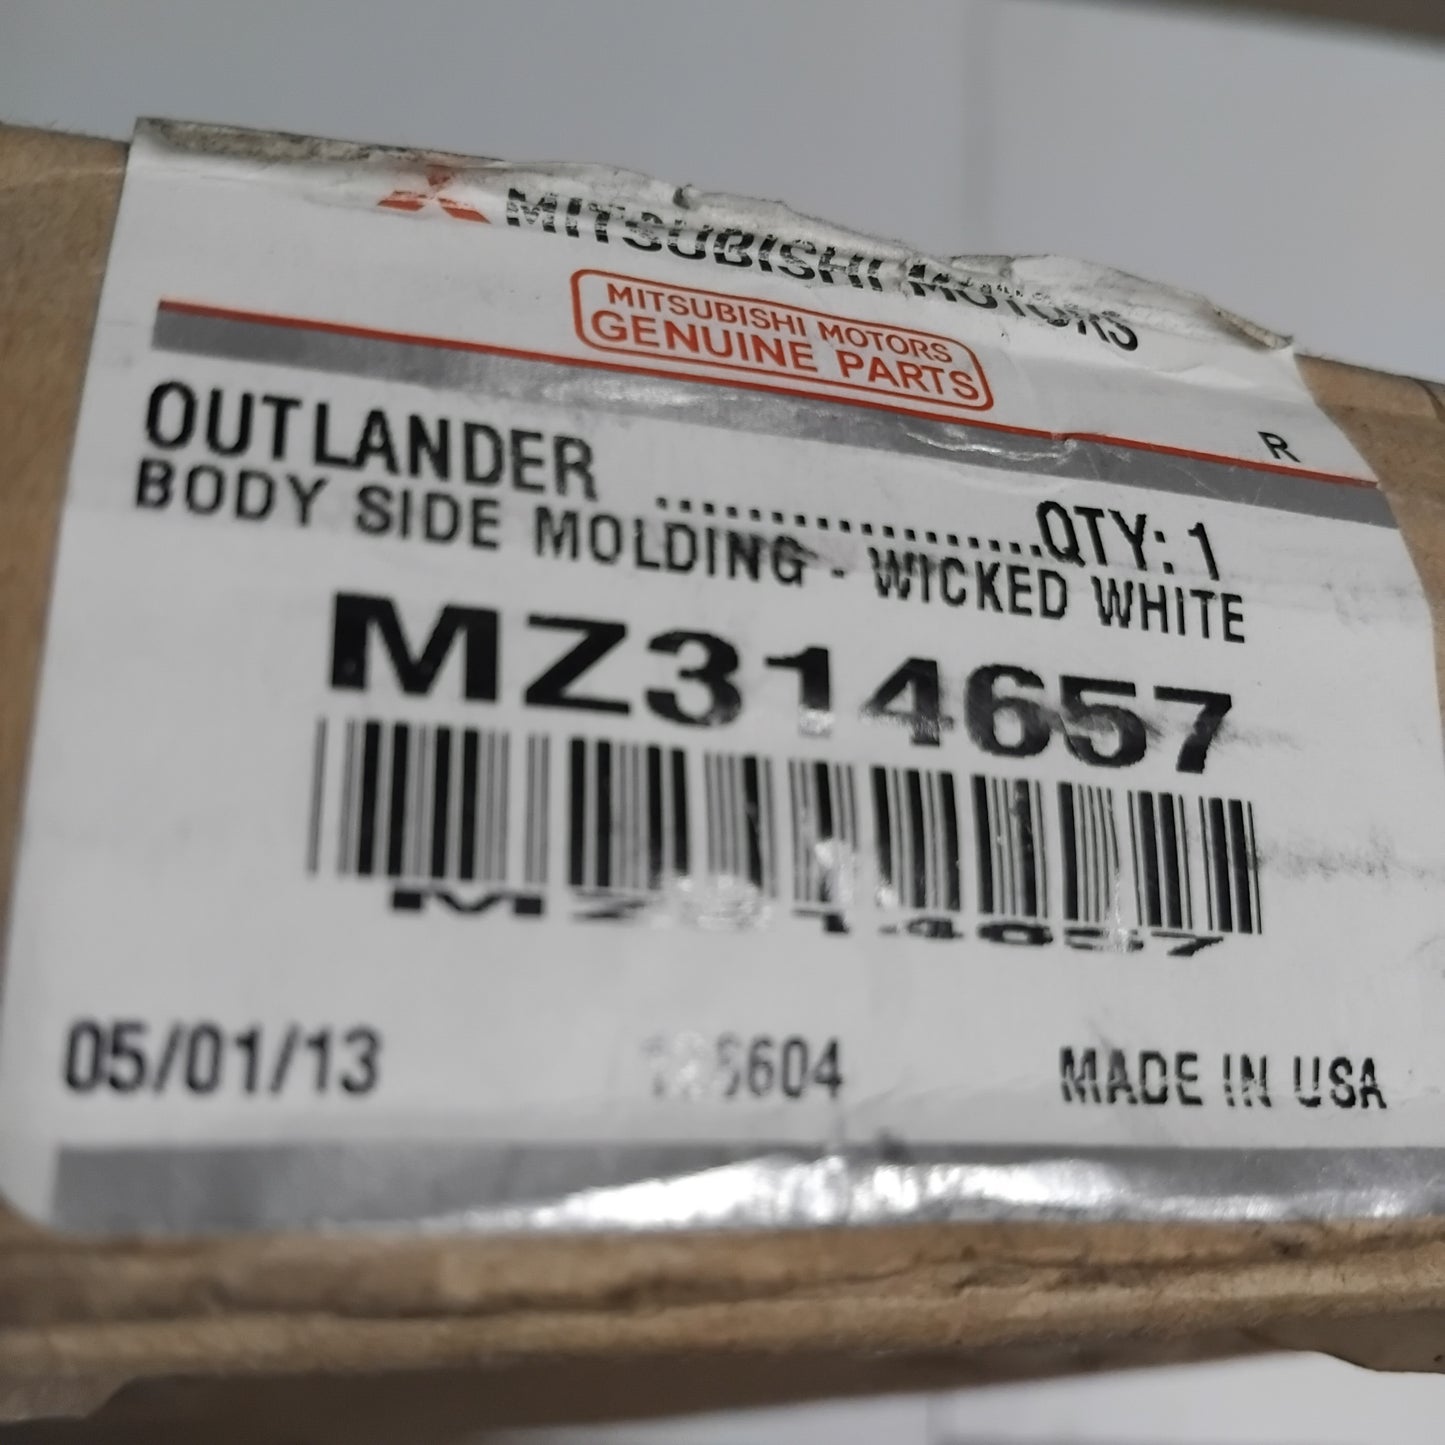 MITSUBISHI MOTORS
MITSUBISHI MOTORS
GENUINE PARTS
R
OUTLANDER ..................QTY: 1
BODY SIDE MOLDING - WICKED WHITE
MZ314657
MZ314657
05/01/13 MADE IN USA